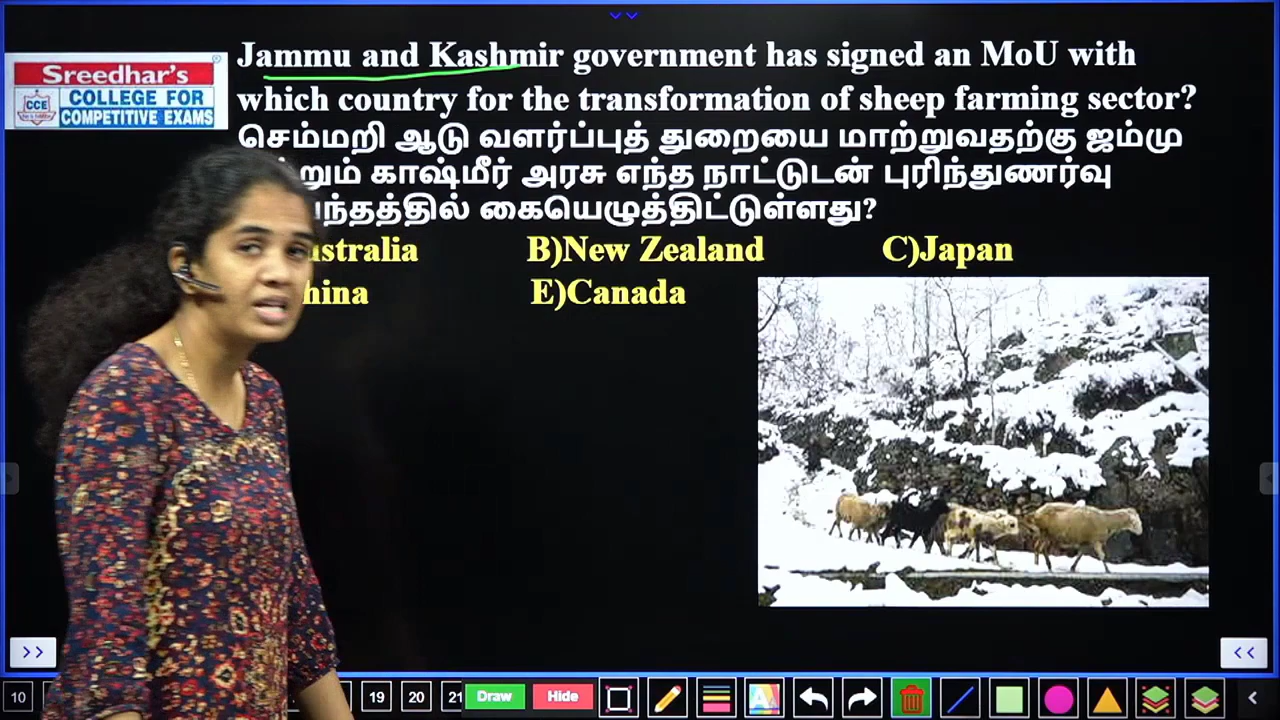 Jammu and Kashmir government has signed an MoU with
which country for the transformation of sheep farming sector?
செம்மறி ஆடு வளர்ப்புத் துறையை மாற்றுவதற்கு ஜம்மு
காஷ்மீர் அரசு எந்த நாட்டுடன் புரிந்துணர்வு
கையெழுத்திட்டுள்ளது?
B)New Zealand C)Japan
E)Canada
Sreedhar's
CCE
COLLEGE FOR
COMPETITIVE EXAMS
>> <<
10 19 20 21 Draw Hide